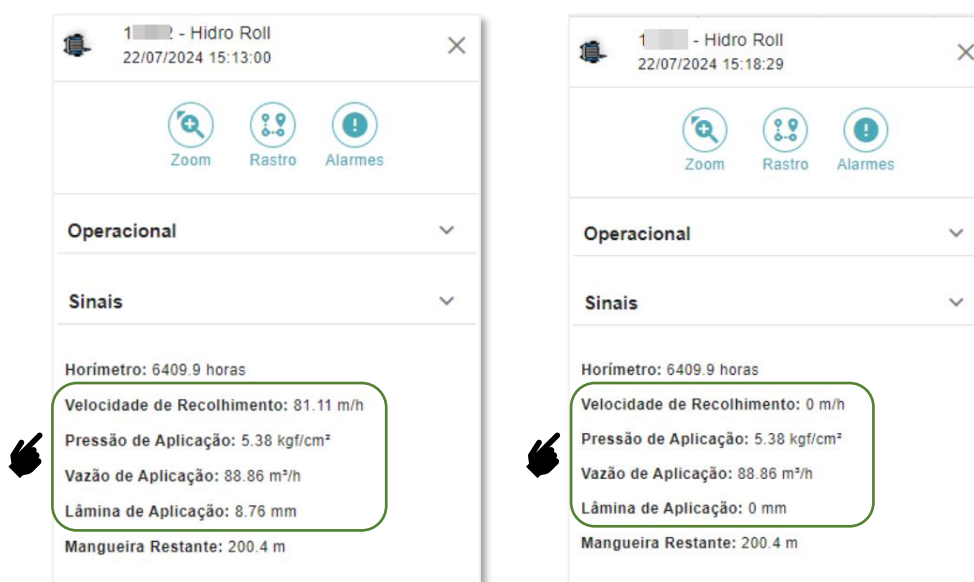 1 - Hidro Roll
22/07/2024 15:13:00
Zoom Rastro Alarmes
Operacional
Sinais
Horímetro: 6409.9 horas
Velocidade de Recolhimento: 81.11 m/h
Pressão de Aplicação: 5.38 kgf/cm²
Vazão de Aplicação: 88.86 m³/h
Lâmina de Aplicação: 8.76 mm
Mangueira Restante: 200.4 m
1 - Hidro Roll
22/07/2024 15:18:29
Zoom Rastro Alarmes
Operacional
Sinais
Horímetro: 6409.9 horas
Velocidade de Recolhimento: 0 m/h
Pressão de Aplicação: 5.38 kgf/cm²
Vazão de Aplicação: 88.86 m³/h
Lâmina de Aplicação: 0 mm
Mangueira Restante: 200.4 m